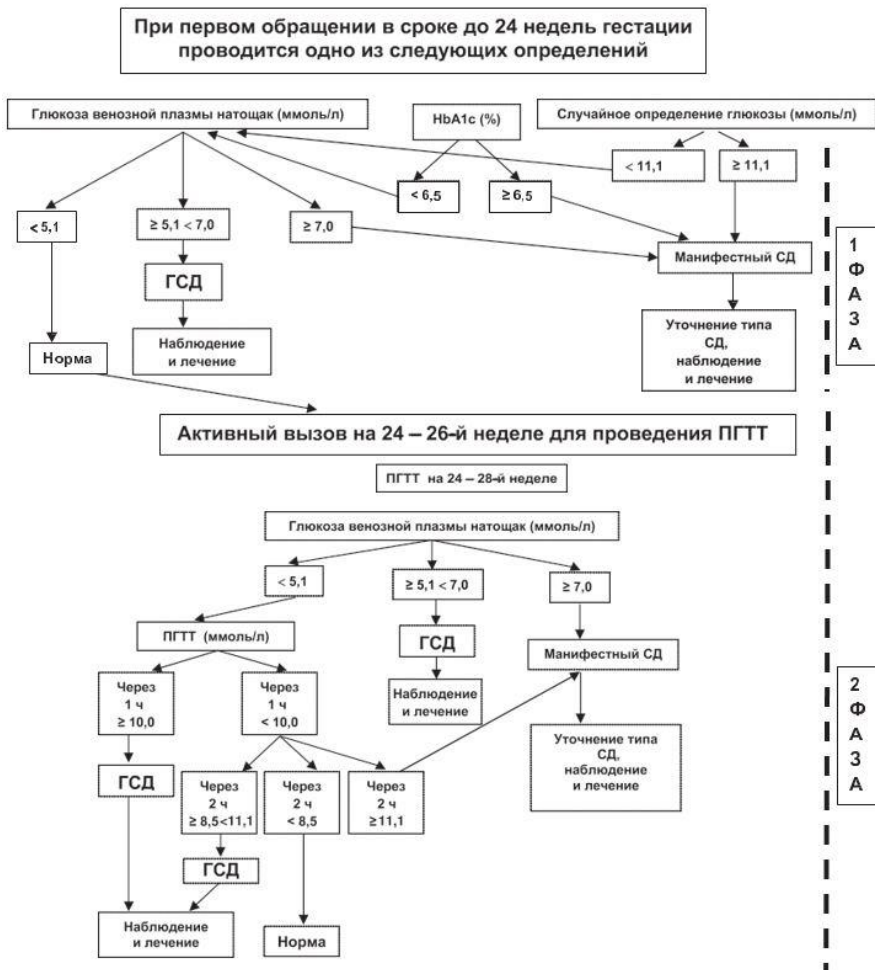 При первом обращении в сроке до 24 недель гестации
проводится одно из следующих определений
Глюкоза венозной плазмы натощак (ммоль/л)
HbA1c (%)
Случайное определение глюкозы (ммоль/л)
< 11,1
≥ 11,1
< 6,5
≥ 6,5
< 5,1
≥ 5,1 < 7,0
≥ 7,0
Манифестный СД
ГСД
Норма
Наблюдение
и лечение
Уточнение типа
СД,
наблюдение
и лечение
1
Ф
А
З
А
Активный вызов на 24 – 26-й неделе для проведения ПГТТ
ПГТТ на 24 – 28-й неделе
Глюкоза венозной плазмы натощак (ммоль/л)
< 5,1
≥ 5,1 < 7,0
≥ 7,0
ПГТТ (ммоль/л)
ГСД
Манифестный СД
Через
1 ч
≥ 10,0
Через
1 ч
< 10,0
Наблюдение
и лечение
Уточнение типа
СД,
наблюдение
и лечение
ГСД
Через
2 ч
≥ 8,5<11,1
Через
2 ч
< 8,5
Через
2 ч
≥11,1
ГСД
Наблюдение
и лечение
Норма
2
Ф
А
З
А